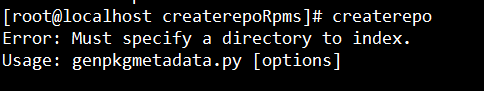 [root@localhost createrepoRpms]# createrepo
Error: Must specify a directory to index.
Usage: genpkgmetadata.py [options]